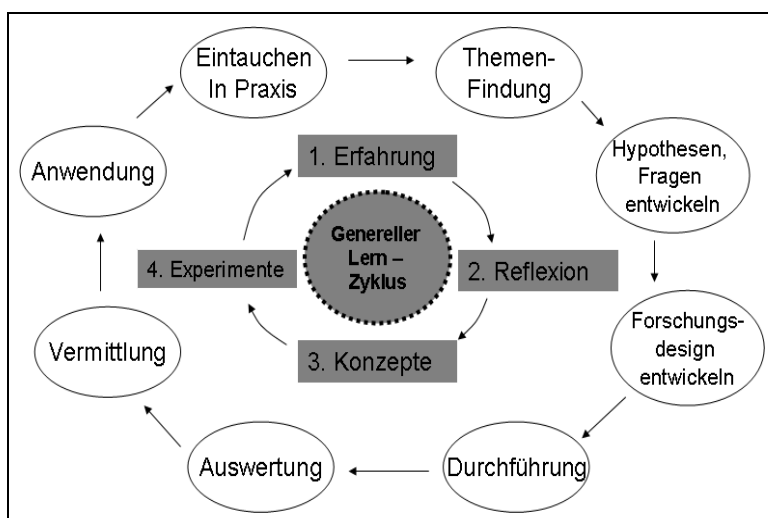 Eintauchen
In Praxis
Themen-
Findung
Hypothesen,
Fragen
entwickeln
Forschungs-
design
entwickeln
Durchführung
Auswertung
Vermittlung
Anwendung
1. Erfahrung
2. Reflexion
3. Konzepte
4. Experimente
Genereller
Lern –
Zyklus